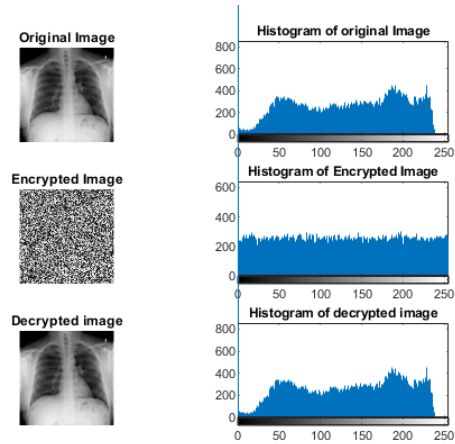 Original Image
Histogram of original Image
800
600
400
200
0
0 50 100 150 200 250
Encrypted Image
Histogram of Encrypted Image
600
400
200
0
0 50 100 150 200 250
Decrypted image
Histogram of decrypted image
800
600
400
200
0
0 50 100 150 200 250